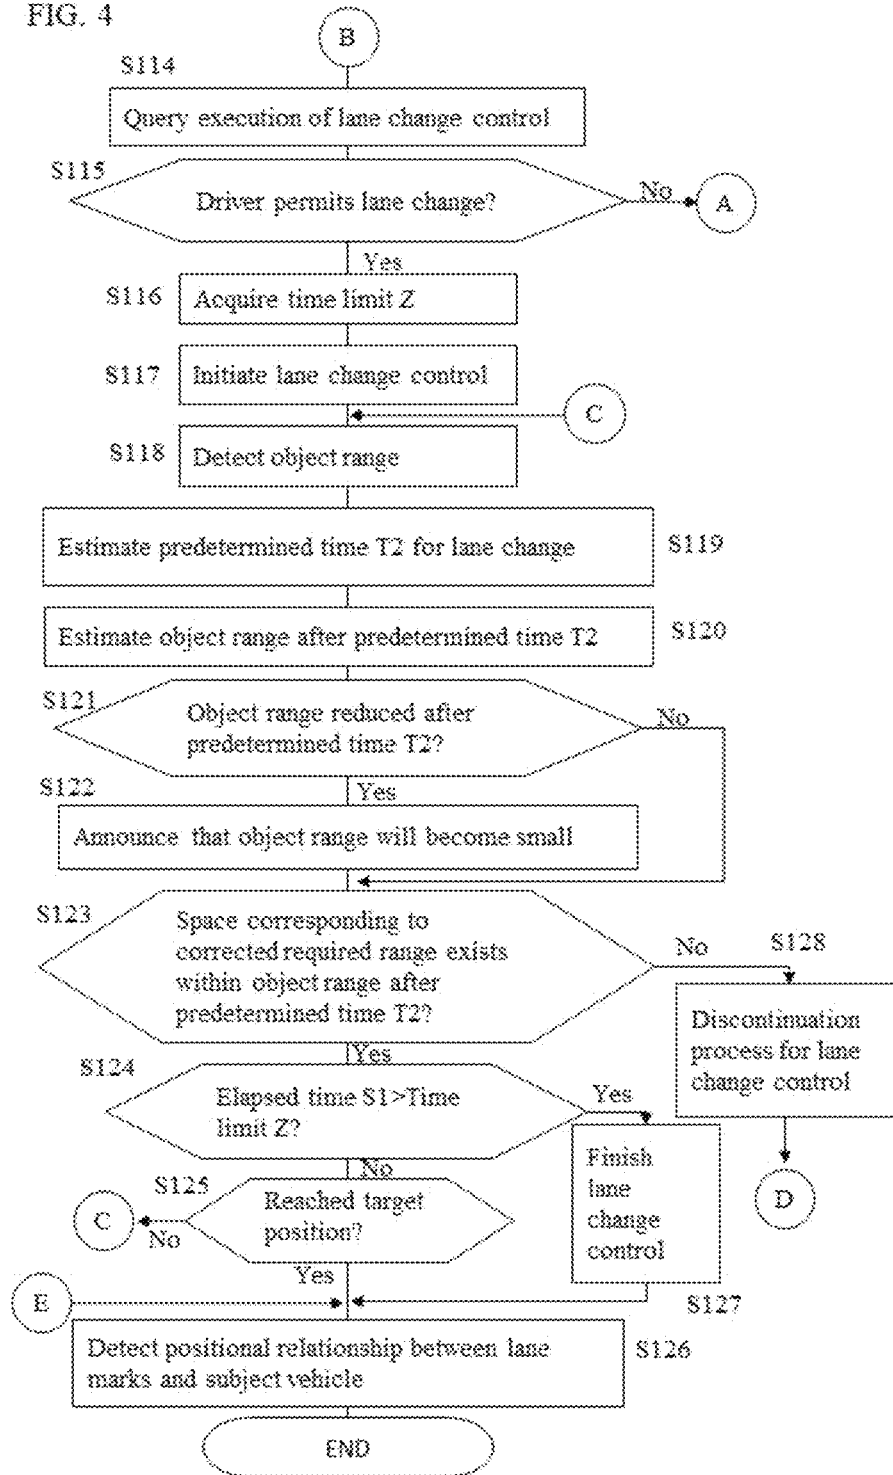 FIG. 4
B
S114
Query execution of lane change control
S115
Driver permits lane change?
No
A
Yes
S116
Acquire time limit Z
S117
Initiate lane change control
C
S118
Detect object range
Estimate predetermined time T2 for lane change
S119
Estimate object range after predetermined time T2
S120
S121
Object range reduced after
predetermined time T2?
No
S122
Yes
Announce that object range will become small
S123
Space corresponding to
corrected required range exists
within object range after
predetermined time T2?
No
S128
Discontinuation
process for lane
change control
Yes
S124
Elapsed time S1>Time
limit Z?
Yes
Finish
lane
change
control
D
No
S125
Reached target
position?
C
No
Yes
E
S127
Detect positional relationship between lane
marks and subject vehicle
S126
END